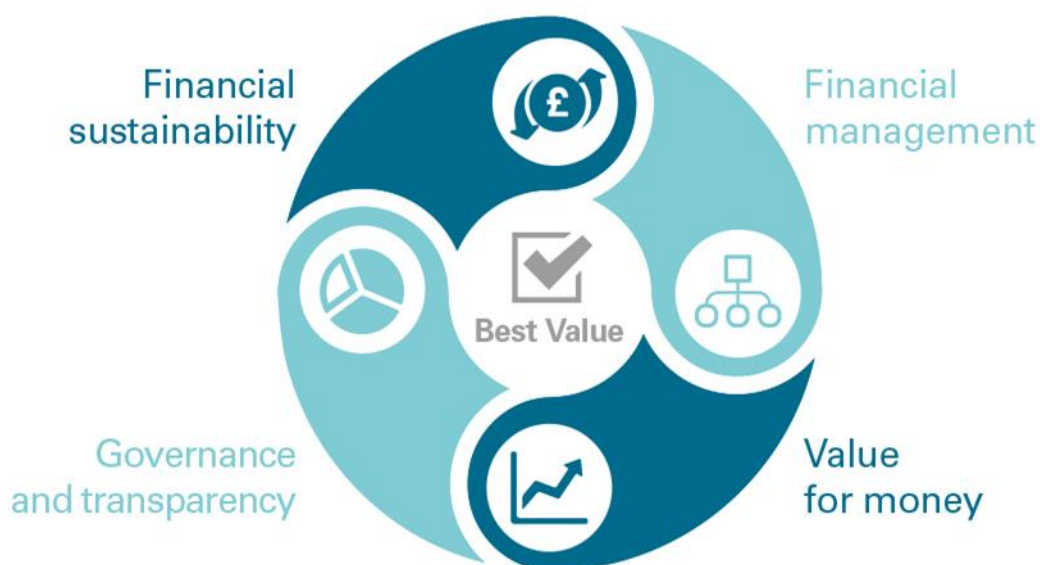 Financial
sustainability
Financial
management
£
Best Value
Governance
and transparency
Value
for money